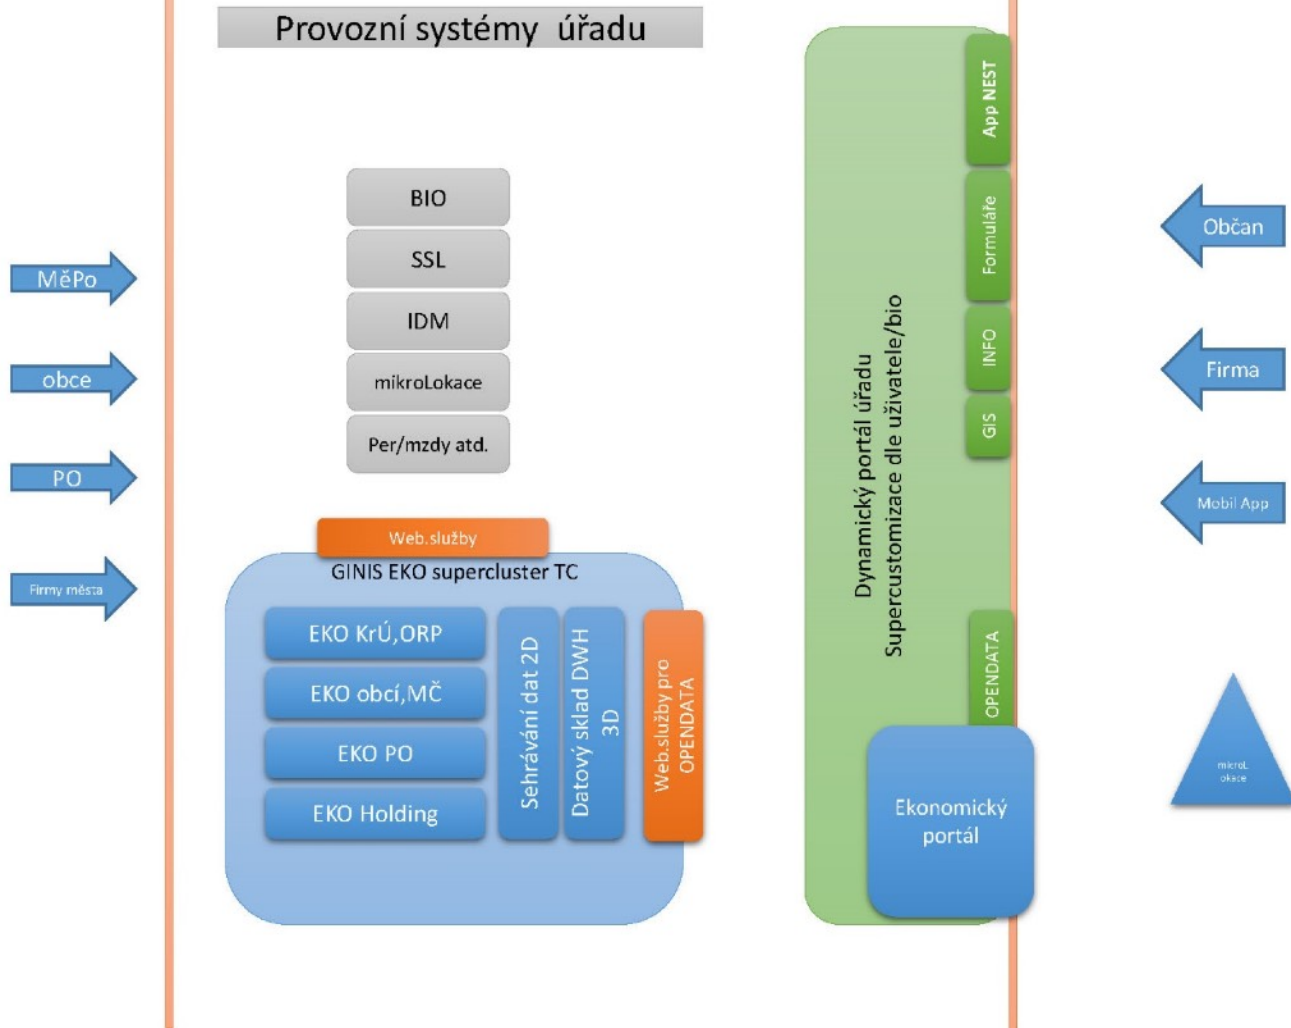 Provozní systémy úřadu
BIO
SSL
IDM
mikroLokace
Per/mzdy atd.
MěPo
obce
PO
Firmy města
Web.služby
GINIS EKO supercluster TC
EKO KrÚ,ORP
EKO obcí,MČ
EKO PO
EKO Holding
Sehrávání dat 2D
Datový sklad DWH
3D
Web.služby pro
OPENDATA
Dynamický portál úřadu
Supercustomizace dle uživatele/bio
App NEST
Formuláře
INFO
GIS
OPENDATA
Ekonomický
portál
Občan
Firma
Mobil App
microL
okace